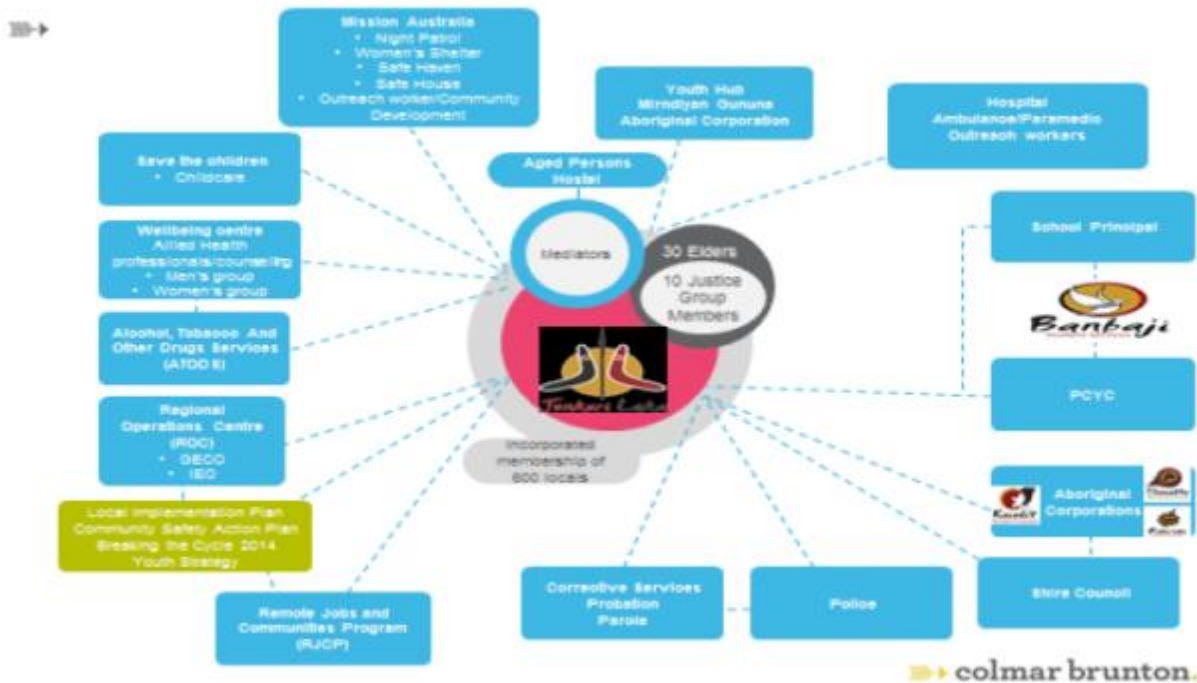 Mission Australia
• Night Patrol
• Women's Shelter
• Safe Haven
• Safe House
• Outreach worker/Community
Development
Youth Hub
Mirndiyan Gununa
Aboriginal Corporation
Hospital
Ambulance/Paramedic
Outreach workers
Save the children
• Childcare
Aged Persons
Hostel
Wellbeing centre
Allied Health
professionals/counselling
• Men's group
• Women's group
Mediators
30 Elders
10 Justice
Group
Members
School Principal
Banbaji
Alcohol, Tobacco And
Other Drugs Services
(ATODS)
PCYC
Regional
Operations Centre
(ROC)
• GECO
• IEO
Incorporated
membership of
600 locals
Aboriginal
Corporations
Local Implementation Plan
Community Safety Action Plan
Breaking the Cycle 2014
Youth Strategy
Corrective Services
Probation
Parole
Police
Shire Council
Remote Jobs and
Communities Program
(RJCP)
colmar brunton.